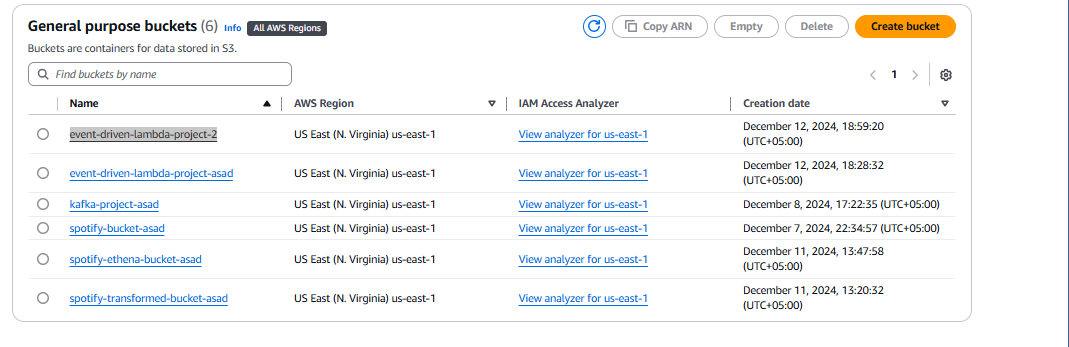 General purpose buckets (6) Info All AWS Regions
Copy ARN Empty Delete Create bucket
Buckets are containers for data stored in S3.
Find buckets by name
1
Name AWS Region IAM Access Analyzer Creation date
event-driven-lambda-project-2 US East (N. Virginia) us-east-1 View analyzer for us-east-1 December 12, 2024, 18:59:20
(UTC+05:00)
event-driven-lambda-project-asad US East (N. Virginia) us-east-1 View analyzer for us-east-1 December 12, 2024, 18:28:32
(UTC+05:00)
kafka-project-asad US East (N. Virginia) us-east-1 View analyzer for us-east-1 December 8, 2024, 17:22:35 (UTC+05:00)
spotify-bucket-asad US East (N. Virginia) us-east-1 View analyzer for us-east-1 December 7, 2024, 22:34:57 (UTC+05:00)
spotify-ethena-bucket-asad US East (N. Virginia) us-east-1 View analyzer for us-east-1 December 11, 2024, 13:47:58
(UTC+05:00)
spotify-transformed-bucket-asad US East (N. Virginia) us-east-1 View analyzer for us-east-1 December 11, 2024, 13:20:32
(UTC+05:00)